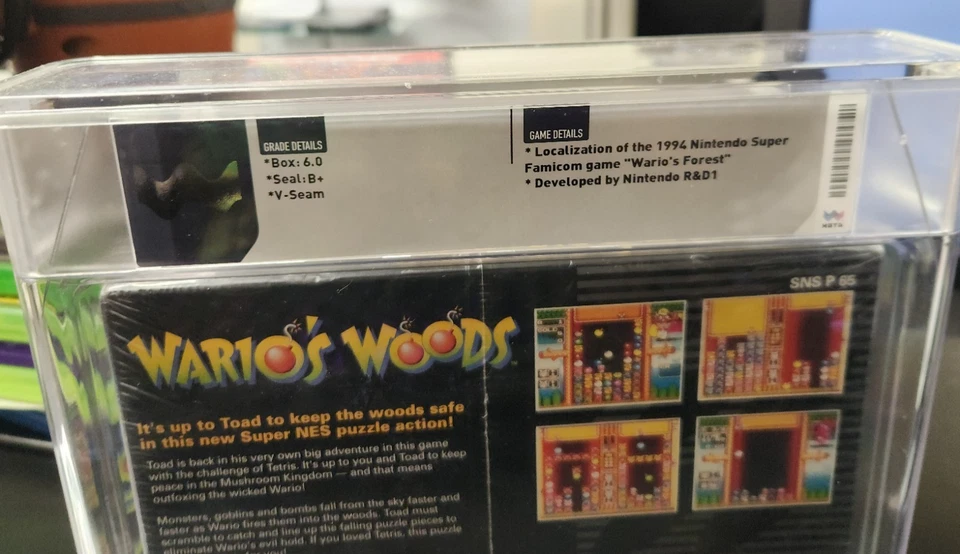 GRADE DETAILS
*Box: 6.0
*Seal: B+
*V-Seam
GAME DETAILS
* Localization of the 1994 Nintendo Super
Famicom game "Wario's Forest"
* Developed by Nintendo R&D1
WATA
SNS P 65
WARIO'S WOODS
It's up to Toad to keep the woods safe
in this new Super NES puzzle action!
Toad is back in his very own big adventure in this game
with the challenge of Tetris. It's up to you and Toad to keep
peace in the Mushroom Kingdom — and that means
outfoxing the wicked Wario!
Monsters, goblins and bombs fall from the sky faster and
faster as Wario fires them into the woods. Toad must
scramble to catch and line up the falling puzzle pieces to
eliminate Wario's evil hold. If you loved Tetris, this puzzle